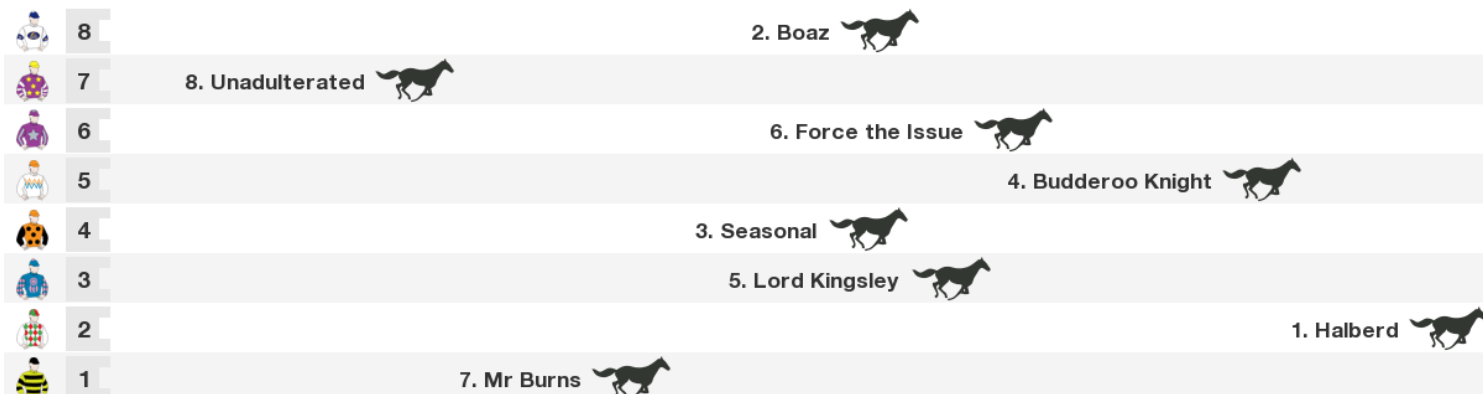 8 2. Boaz
7 8. Unadulterated
6 6. Force the Issue
5 4. Budderoo Knight
4 3. Seasonal
3 5. Lord Kingsley
2 1. Halberd
1 7. Mr Burns